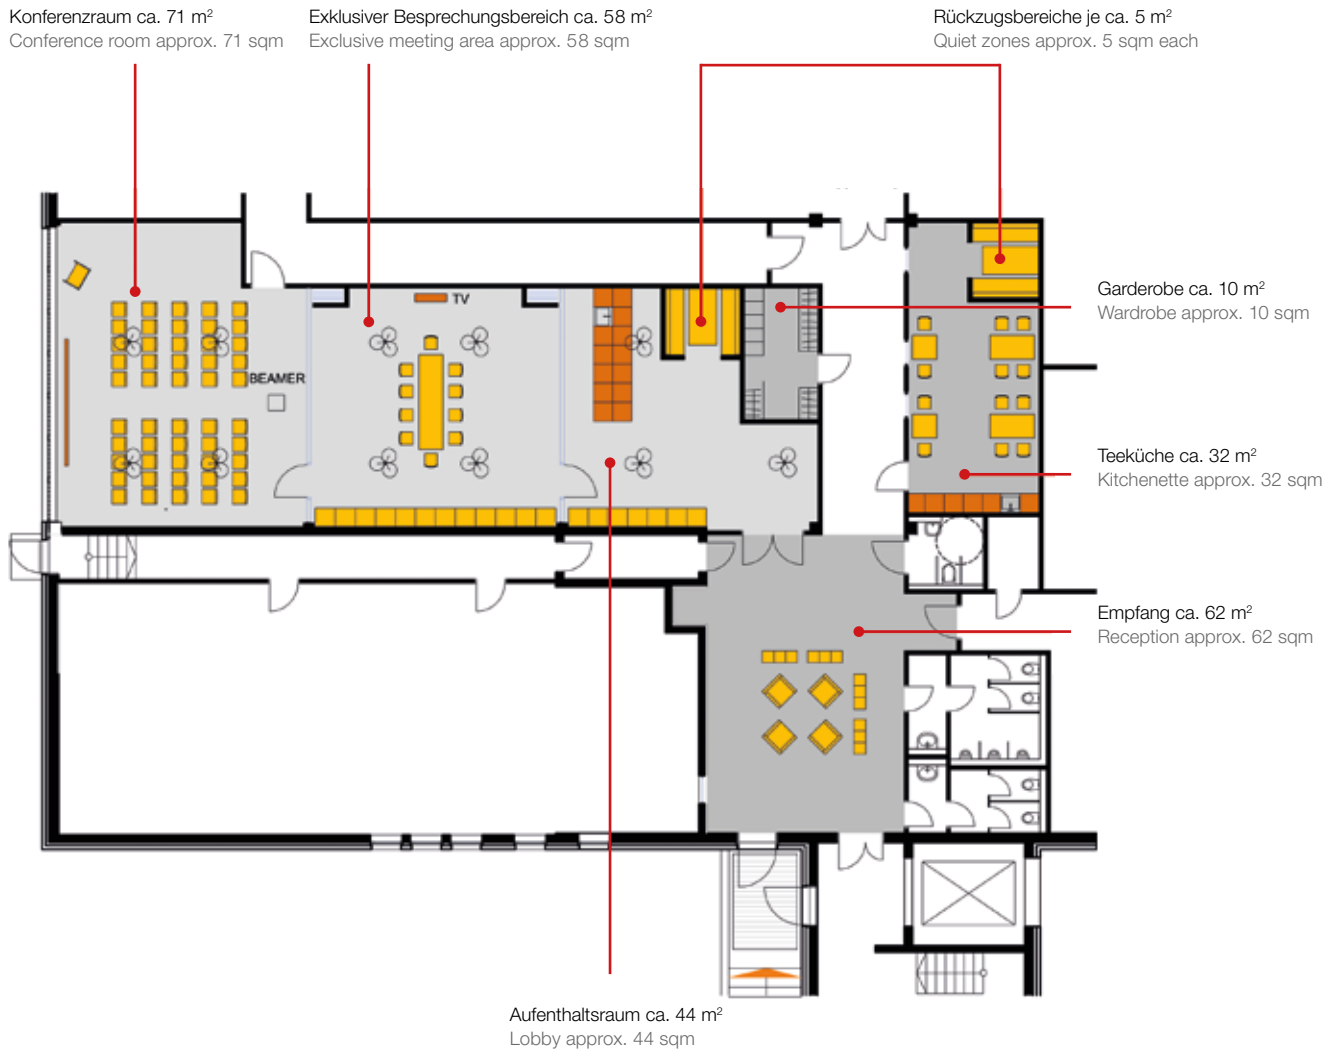 Konferenzraum ca. 71 m²
Conference room approx. 71 sqm
Exklusiver Besprechungsbereich ca. 58 m²
Exclusive meeting area approx. 58 sqm
Rückzugsbereiche je ca. 5 m²
Quiet zones approx. 5 sqm each
TV
BEAMER
Garderobe ca. 10 m²
Wardrobe approx. 10 sqm
Teeküche ca. 32 m²
Kitchenette approx. 32 sqm
Empfang ca. 62 m²
Reception approx. 62 sqm
Aufenthaltsraum ca. 44 m²
Lobby approx. 44 sqm